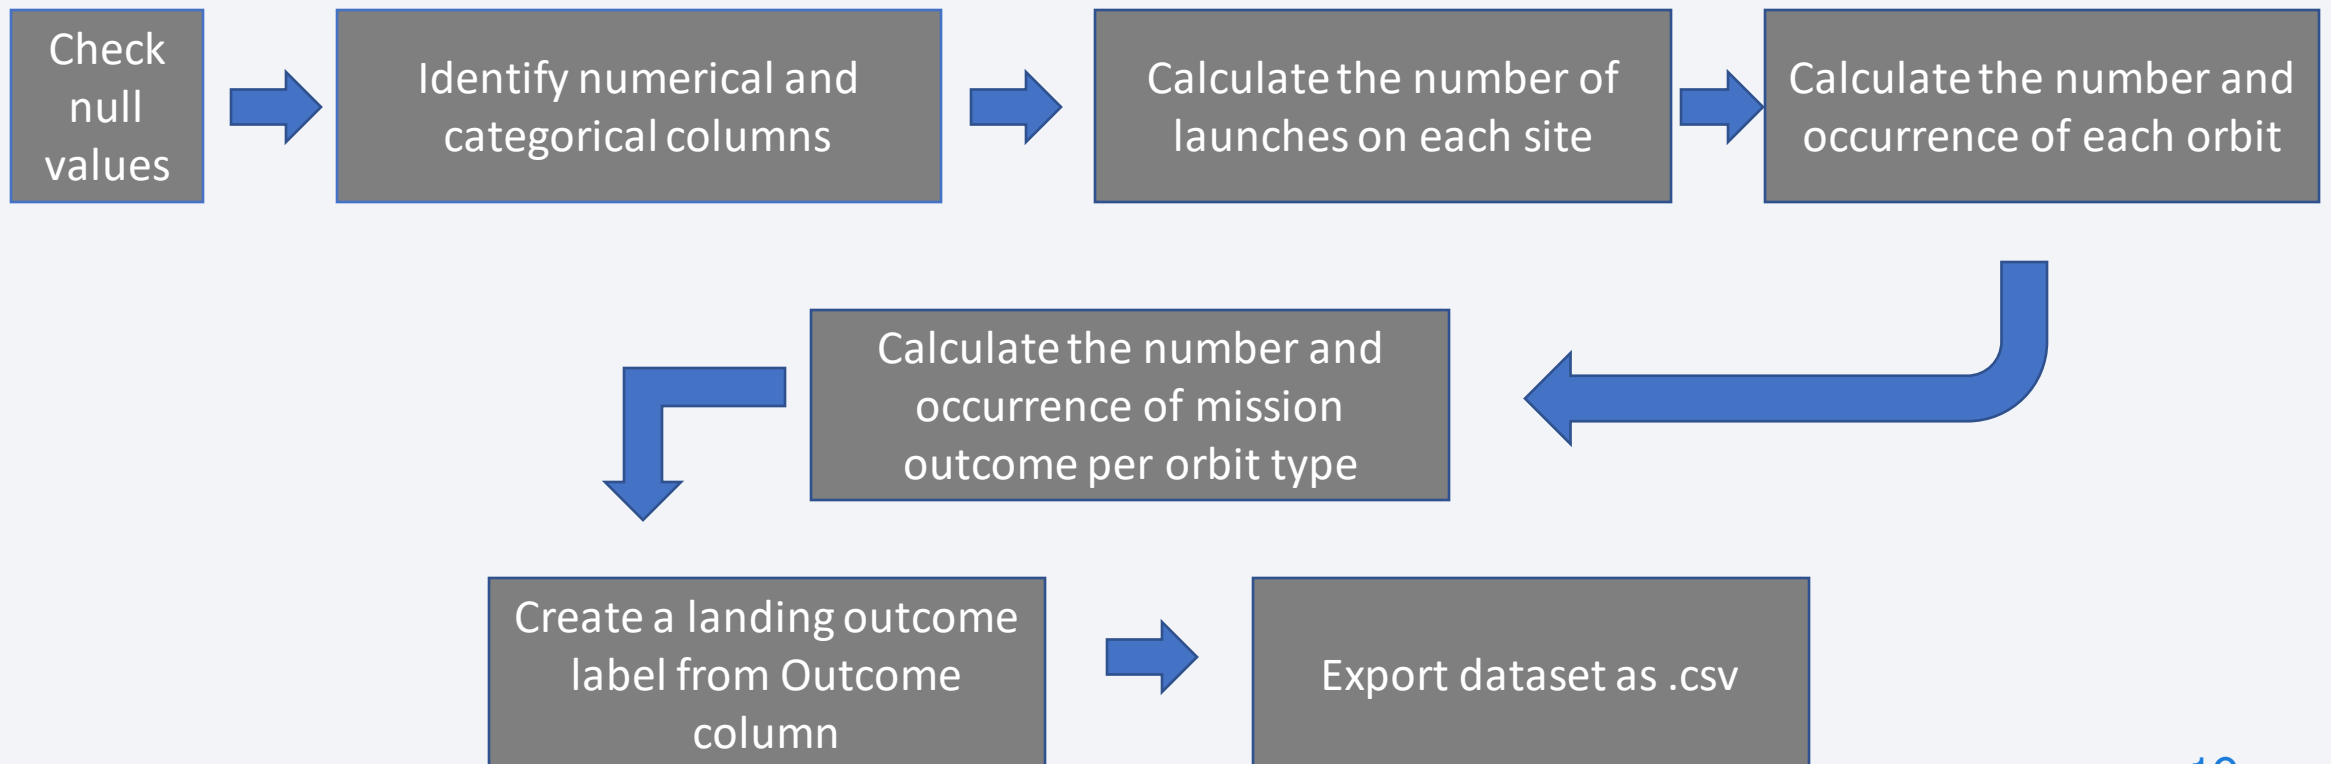 Check
null
values
Identify numerical and
categorical columns
Calculate the number of
launches on each site
Calculate the number and
occurrence of each orbit
Calculate the number and
occurrence of mission
outcome per orbit type
Create a landing outcome
label from Outcome
column
Export dataset as .csv